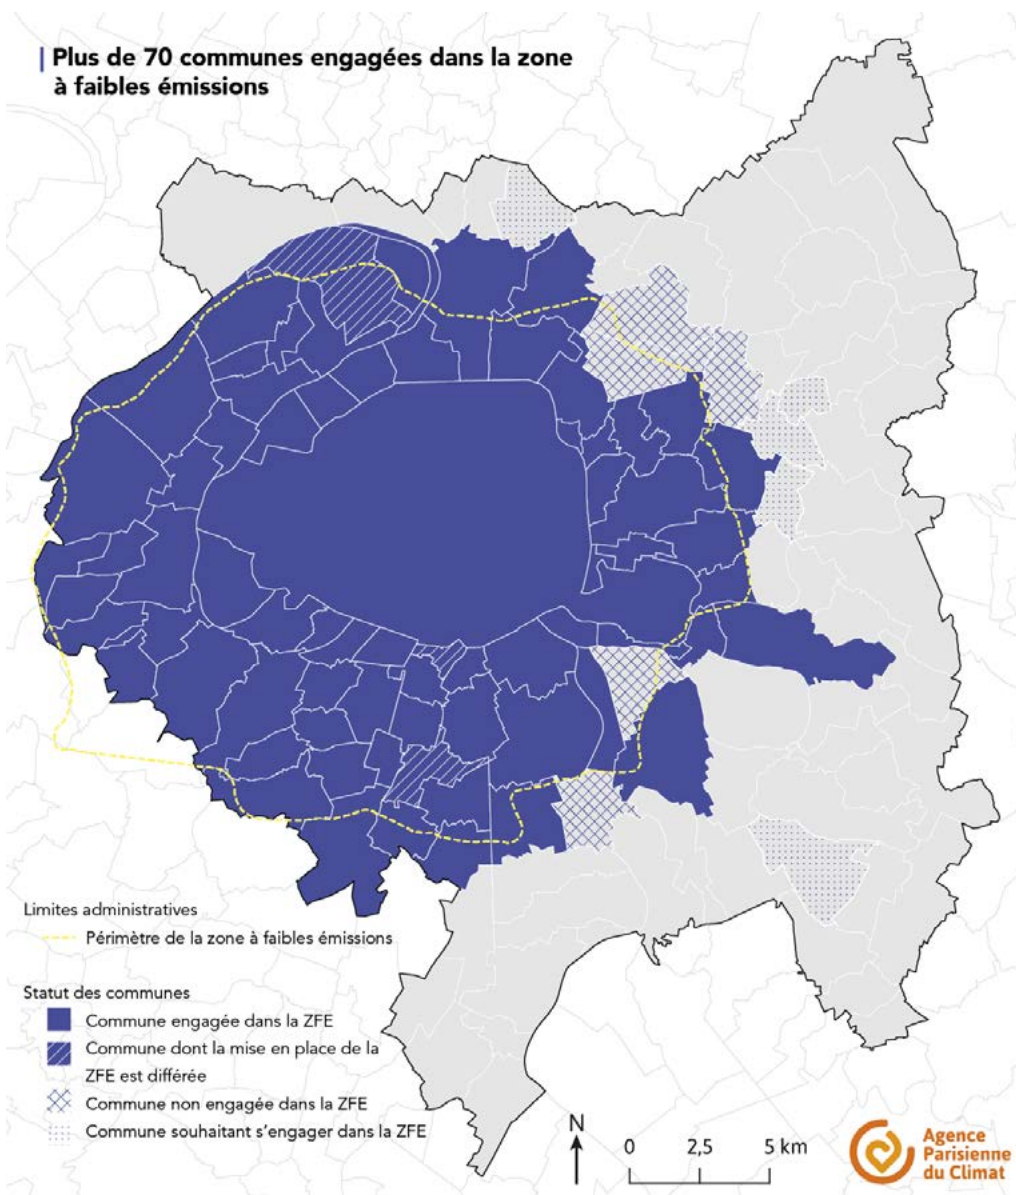 Plus de 70 communes engagées dans la zone
à faibles émissions
Limites administratives
Périmètre de la zone à faibles émissions
Statut des communes
Commune engagée dans la ZFE
Commune dont la mise en place de la
ZFE est différée
Commune non engagée dans la ZFE
Commune souhaitant s'engager dans la ZFE
N
0 2,5 5 km
Agence
Parisienne
du Climat